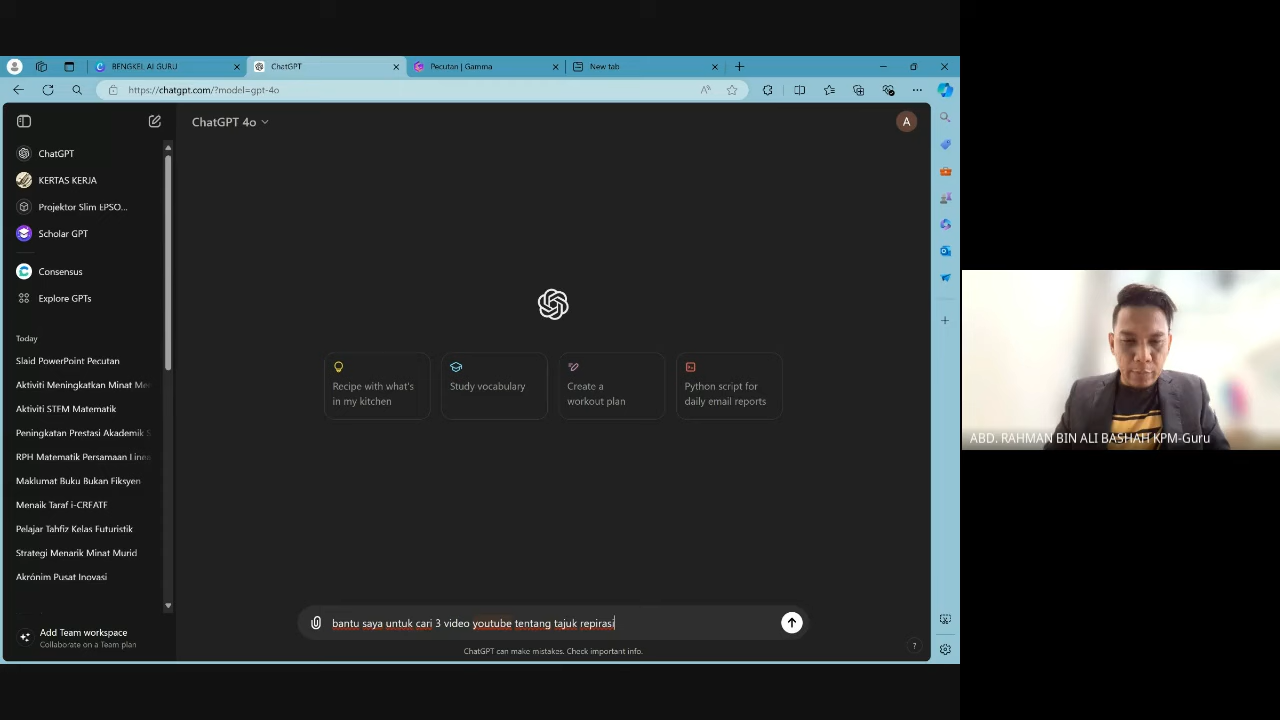 BENGKEL AI GURU
ChatGPT
Pecutan | Gamma
New tab
https://chatgpt.com/?model=gpt-4o
ChatGPT 4o
A
ChatGPT
KERTAS KERJA
Projektor Slim EPSO...
Scholar GPT
Consensus
Explore GPTs
Today
Slaid PowerPoint Pecutan
Aktiviti Meningkatkan Minat Me
Aktiviti STEM Matematik
Peningkatan Prestasi Akademik S
RPH Matematik Persamaan Linea
Maklumat Buku Bukan Fiksyen
Menaik Taraf i-CREATE
Pelajar Tahfiz Kelas Futuristik
Strategi Menarik Minat Murid
Akrónim Pusat Inovasi
Add Team workspace
Collaborate on a Team plan
Recipe with what's
in my kitchen
Study vocabulary
Create a
workout plan
Python script for
daily email reports
bantu saya untuk cari 3 video youtube tentang tajuk repirasi
ChatGPT can make mistakes. Check important info.
?
ABD. RAHMAN BIN ALI BASHAH KPM-Guru